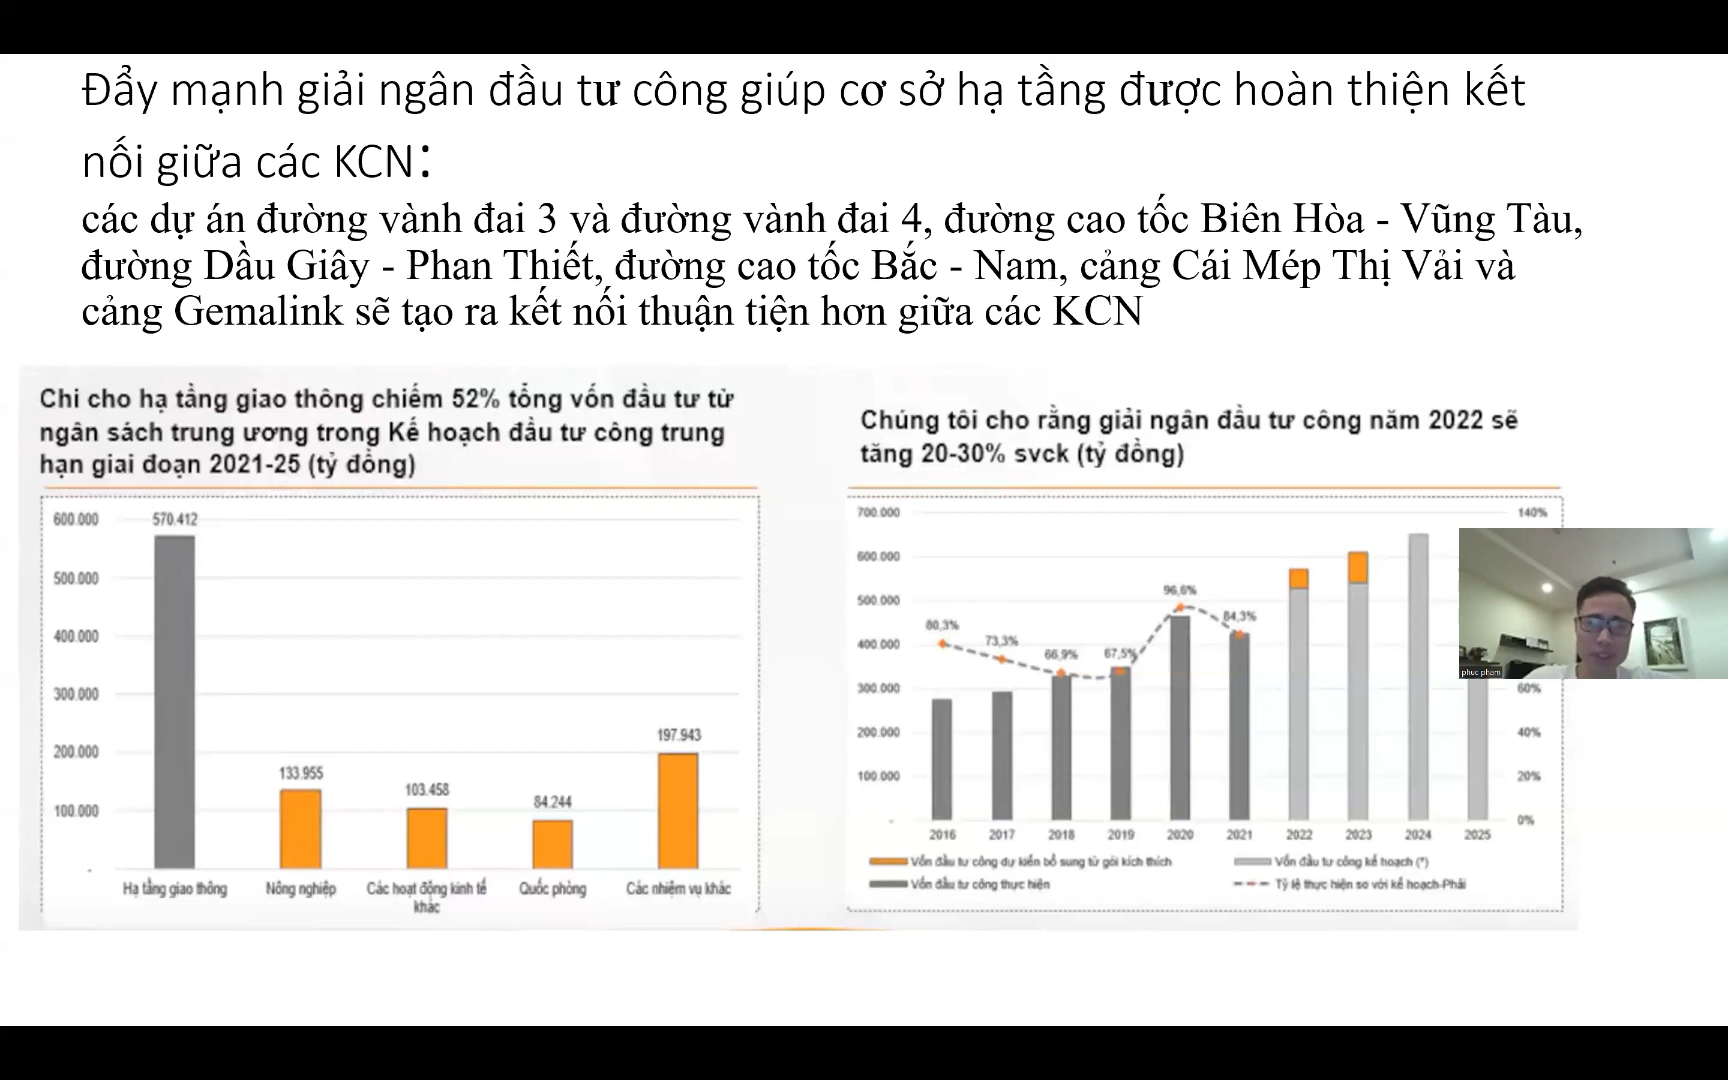 Đẩy mạnh giải ngân đầu tư công giúp cơ sở hạ tầng được hoàn thiện kết
nối giữa các KCN:
các dự án đường vành đai 3 và đường vành đai 4, đường cao tốc Biên Hòa - Vũng Tàu,
đường Dầu Giây - Phan Thiết, đường cao tốc Bắc - Nam, cảng Cái Mép Thị Vải và
cảng Gemalink sẽ tạo ra kết nối thuận tiện hơn giữa các KCN
Chi cho hạ tầng giao thông chiếm 52% tổng vốn đầu tư từ
ngân sách trung ương trong Kế hoạch đầu tư công trung
hạn giai đoạn 2021-25 (tỷ đồng)
600.000
500.000
400.000
300.000
200.000
100.000
-
570.412
133.955
103.458
84.244
197.943
Hạ tầng giao thông
Nông nghiệp
Các hoạt động kinh tế
khác
Quốc phòng
Các nhiệm vụ khác
Chúng tôi cho rằng giải ngân đầu tư công năm 2022 sẽ
tăng 20-30% svck (tỷ đồng)
700.000
600.000
500.000
400.000
300.000
200.000
100.000
-
140%
60%
40%
20%
0%
80,3%
73,3%
66,9%
67,5%
96,6%
84,3%
2016 2017 2018 2019 2020 2021 2022 2023 2024 2025
Vốn đầu tư công dự kiến bổ sung từ gói kích thích
Vốn đầu tư công kế hoạch (*)
Vốn đầu tư công thực hiện
Tỷ lệ thực hiện so với kế hoạch-Phải
phuc pham